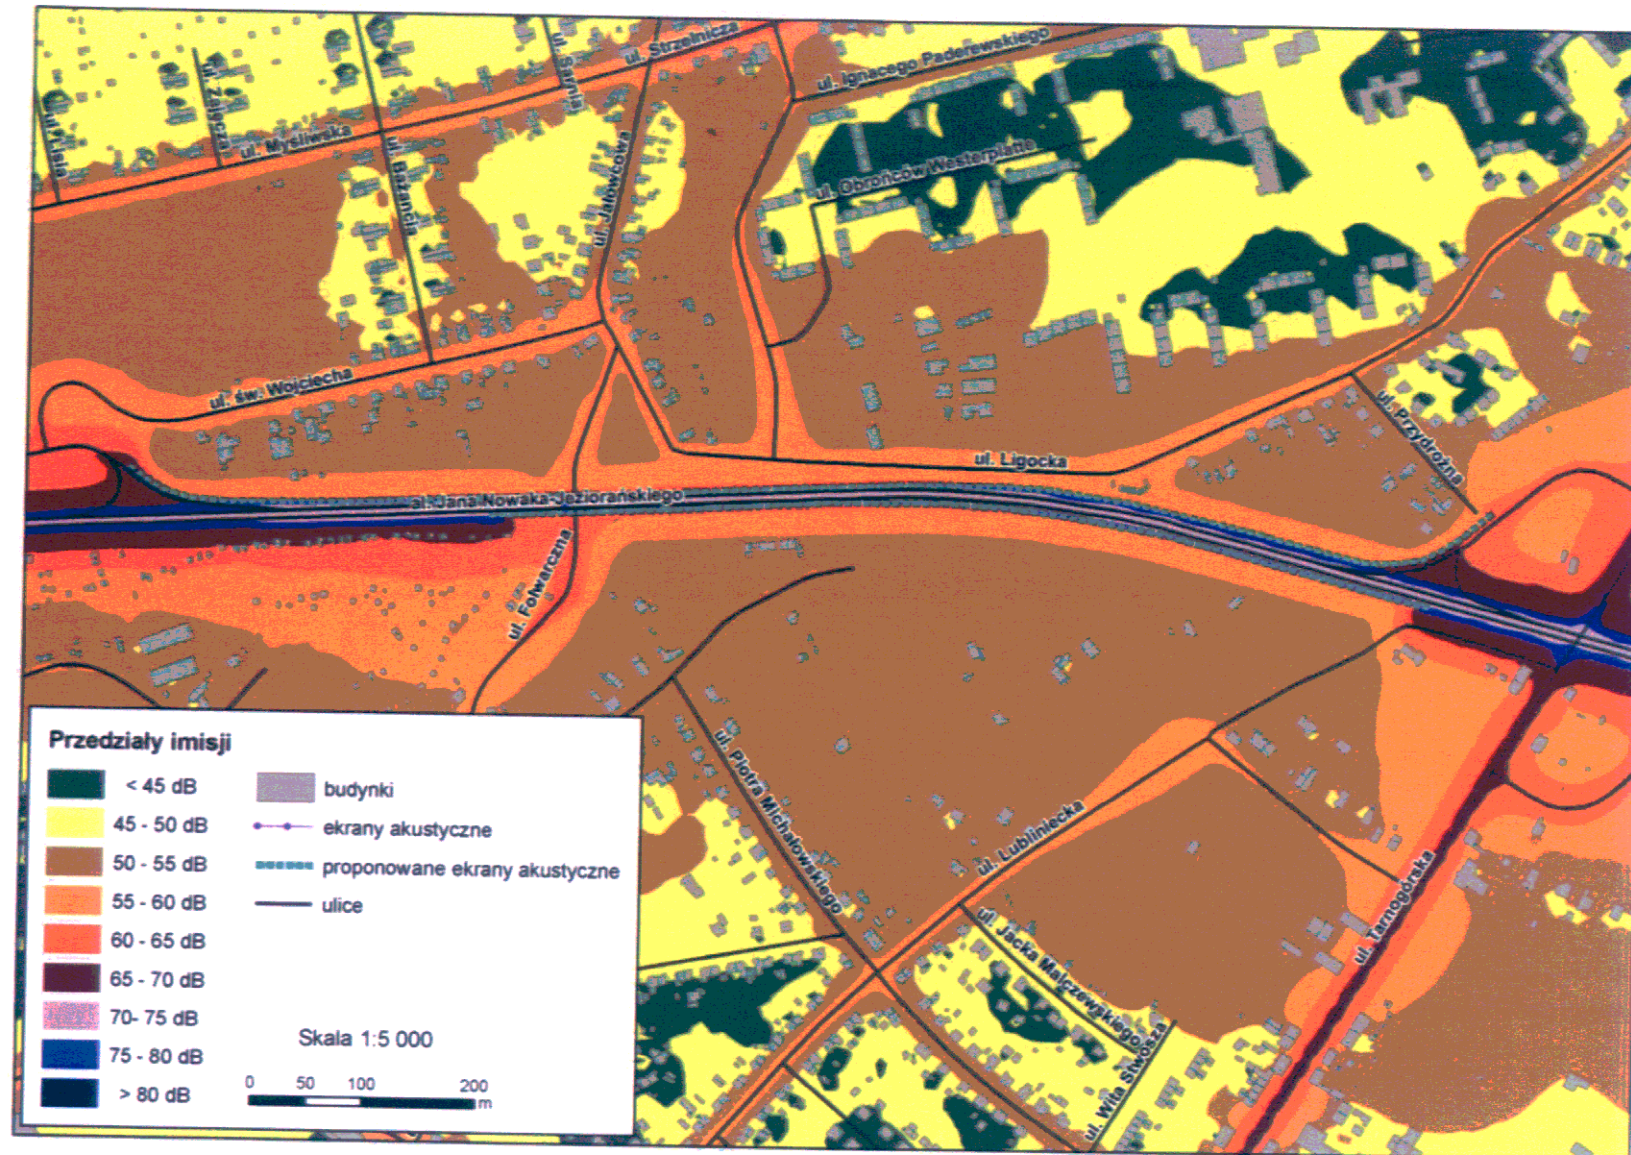 ul. Strzelnicza
ul. Sarnia
ul. Ignacego Paderewskiego
ul. Zajęcza
ul. Lisia
ul. Myśliwska
ul. Bażancia
ul. Jałowcowa
ul. Obrońców Westerplatte
ul. św. Wojciecha
ul. Przydrożna
ul. Ligocka
al. Jana Nowaka-Jeziorańskiego
ul. Folwarczna
ul. Piotra Michałowskiego
ul. Lubliniecka
ul. Tarnogórska
ul. Jacka Malczewskiego
ul. Wita Stwosza
Przedziały imisji
< 45 dB
45 - 50 dB
50 - 55 dB
55 - 60 dB
60 - 65 dB
65 - 70 dB
70- 75 dB
75 - 80 dB
> 80 dB
budynki
ekrany akustyczne
proponowane ekrany akustyczne
ulice
Skala 1:5 000
0 50 100 200
m